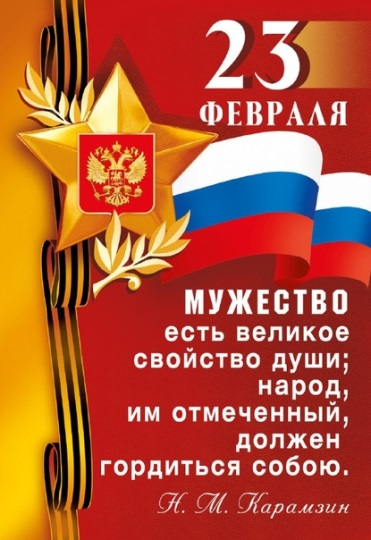 23
ФЕВРАЛЯ
МУЖЕСТВО
есть великое
свойство души;
народ,
им отмеченный,
должен
гордиться собою.
Н. М. Карамзин